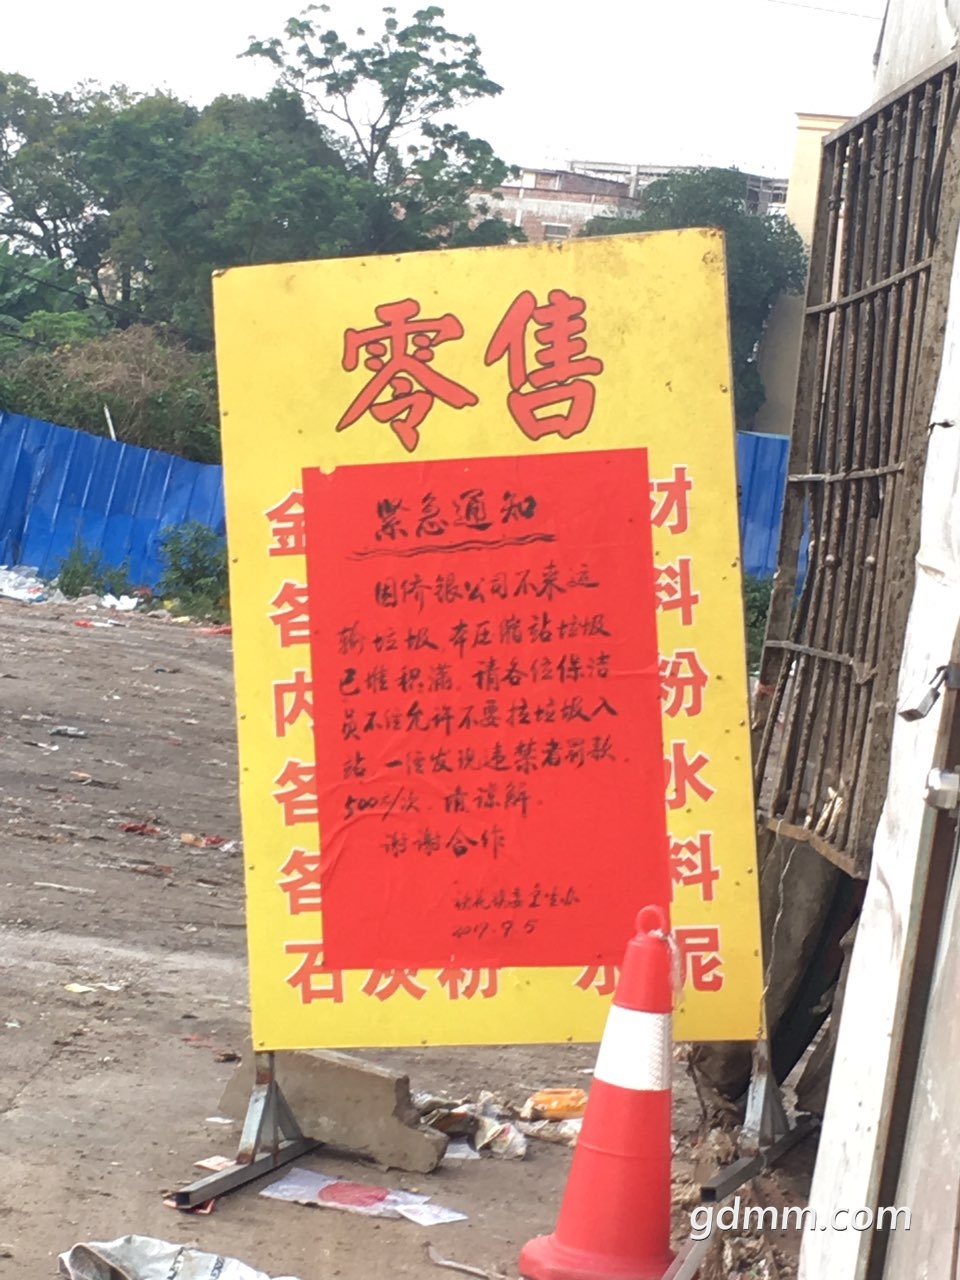 零售
金
各
内
各
各
石灰粉 水泥
材
料
粉
水
料
紧急通知
因侨银公司不来运
输垃圾,本压缩站垃圾
已堆积满,请各位保洁
员不经允许不要拉垃圾入
站,一经发现违禁者罚款,
500元/次,请谅解.
谢谢合作
2017.9.5
gdmm.com